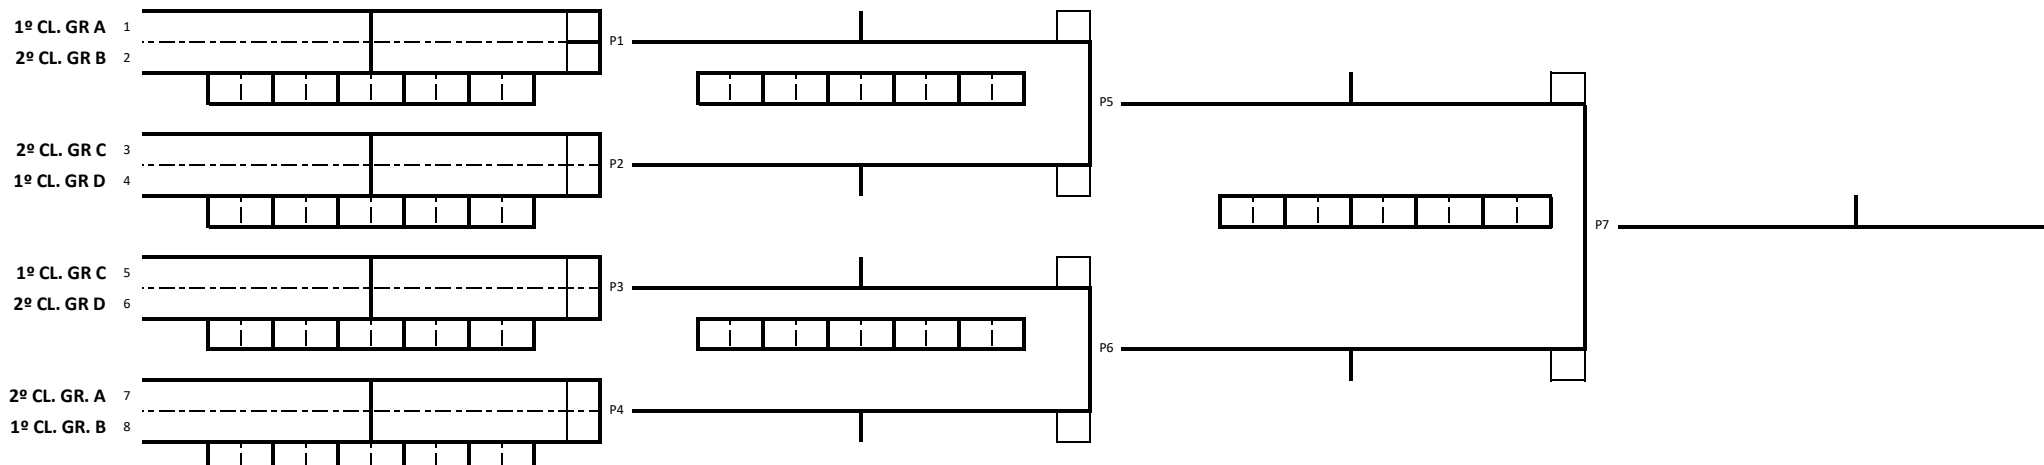 1º CL. GR A 1
2º CL. GR B 2
P1
2º CL. GR C 3
1º CL. GR D 4
P2
P5
1º CL. GR C 5
2º CL. GR D 6
P3
2º CL. GR. A 7
1º CL. GR. B 8
P4
P6
P7